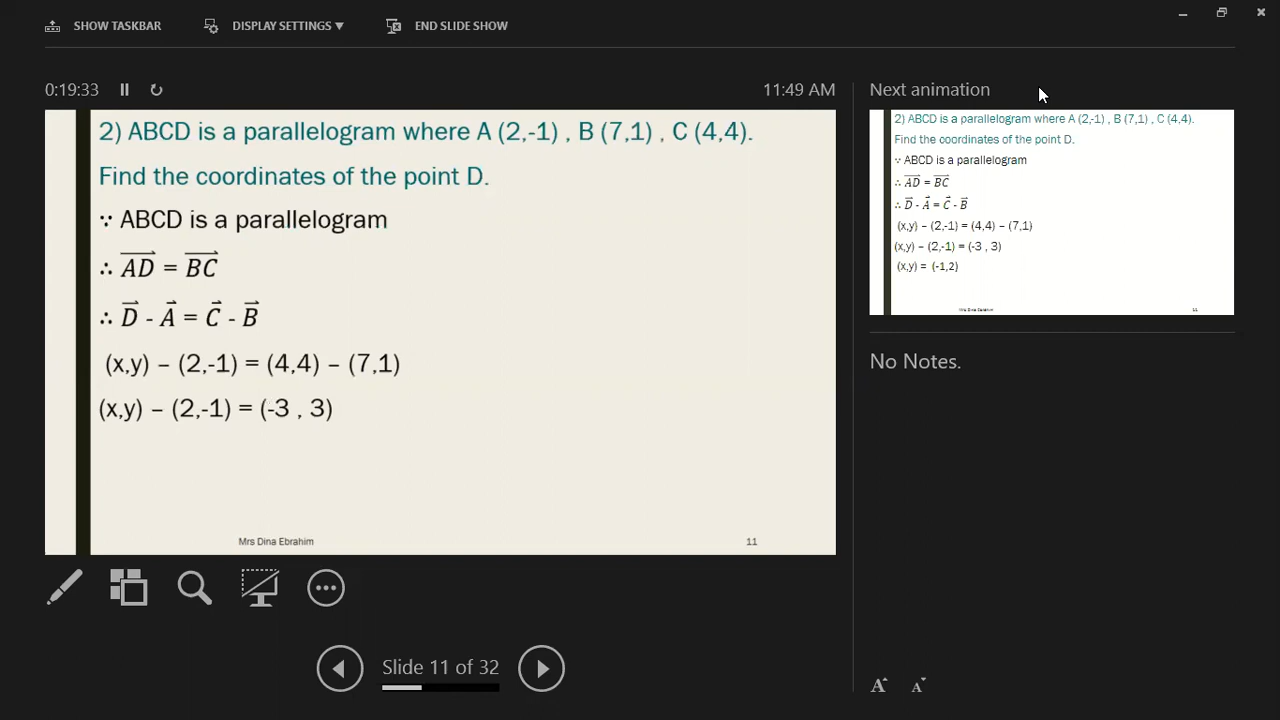 SHOW TASKBAR DISPLAY SETTINGS ▼ END SLIDE SHOW
0:19:33 11:49 AM
2) ABCD is a parallelogram where A (2,-1) , B (7,1) , C (4,4).
Find the coordinates of the point D.
∵ ABCD is a parallelogram
∴ $\overrightarrow{AD}$ = $\overrightarrow{BC}$
∴ $\vec{D}$ - $\vec{A}$ = $\vec{C}$ - $\vec{B}$
(x,y) – (2,-1) = (4,4) – (7,1)
(x,y) – (2,-1) = (-3 , 3)
Mrs Dina Ebrahim 11
Slide 11 of 32
Next animation
2) ABCD is a parallelogram where A (2,-1) , B (7,1) , C (4,4).
Find the coordinates of the point D.
∵ ABCD is a parallelogram
∴ $\overrightarrow{AD}$ = $\overrightarrow{BC}$
∴ $\vec{D}$ - $\vec{A}$ = $\vec{C}$ - $\vec{B}$
(x,y) – (2,-1) = (4,4) – (7,1)
(x,y) – (2,-1) = (-3 , 3)
(x,y) = (-1,2)
Mrs Dina Ebrahim 11
No Notes.
A A